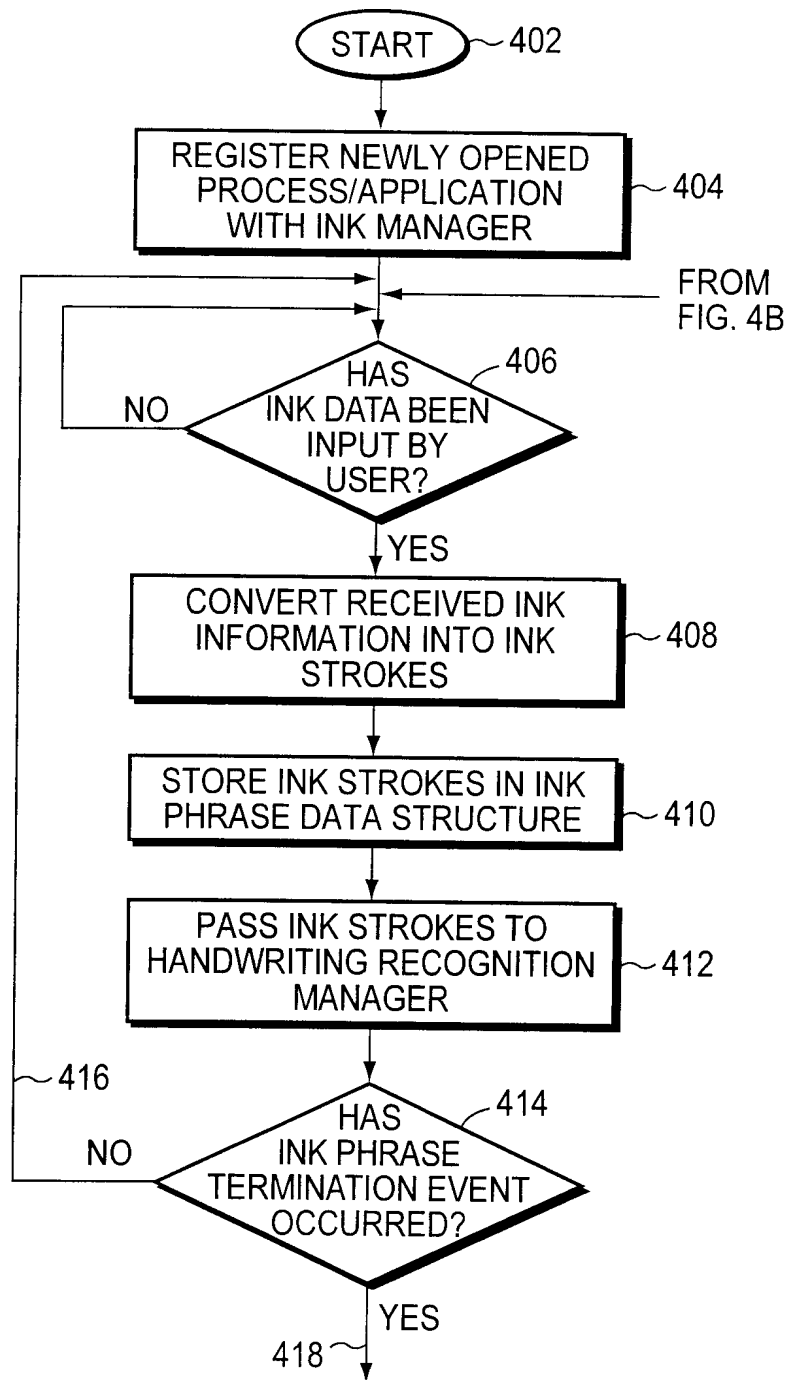 START
402
REGISTER NEWLY OPENED
PROCESS/APPLICATION
WITH INK MANAGER
404
FROM
FIG. 4B
406
HAS
INK DATA BEEN
INPUT BY
USER?
NO
YES
CONVERT RECEIVED INK
INFORMATION INTO INK
STROKES
408
STORE INK STROKES IN INK
PHRASE DATA STRUCTURE
410
PASS INK STROKES TO
HANDWRITING RECOGNITION
MANAGER
412
416
414
HAS
INK PHRASE
TERMINATION EVENT
OCCURRED?
NO
YES
418